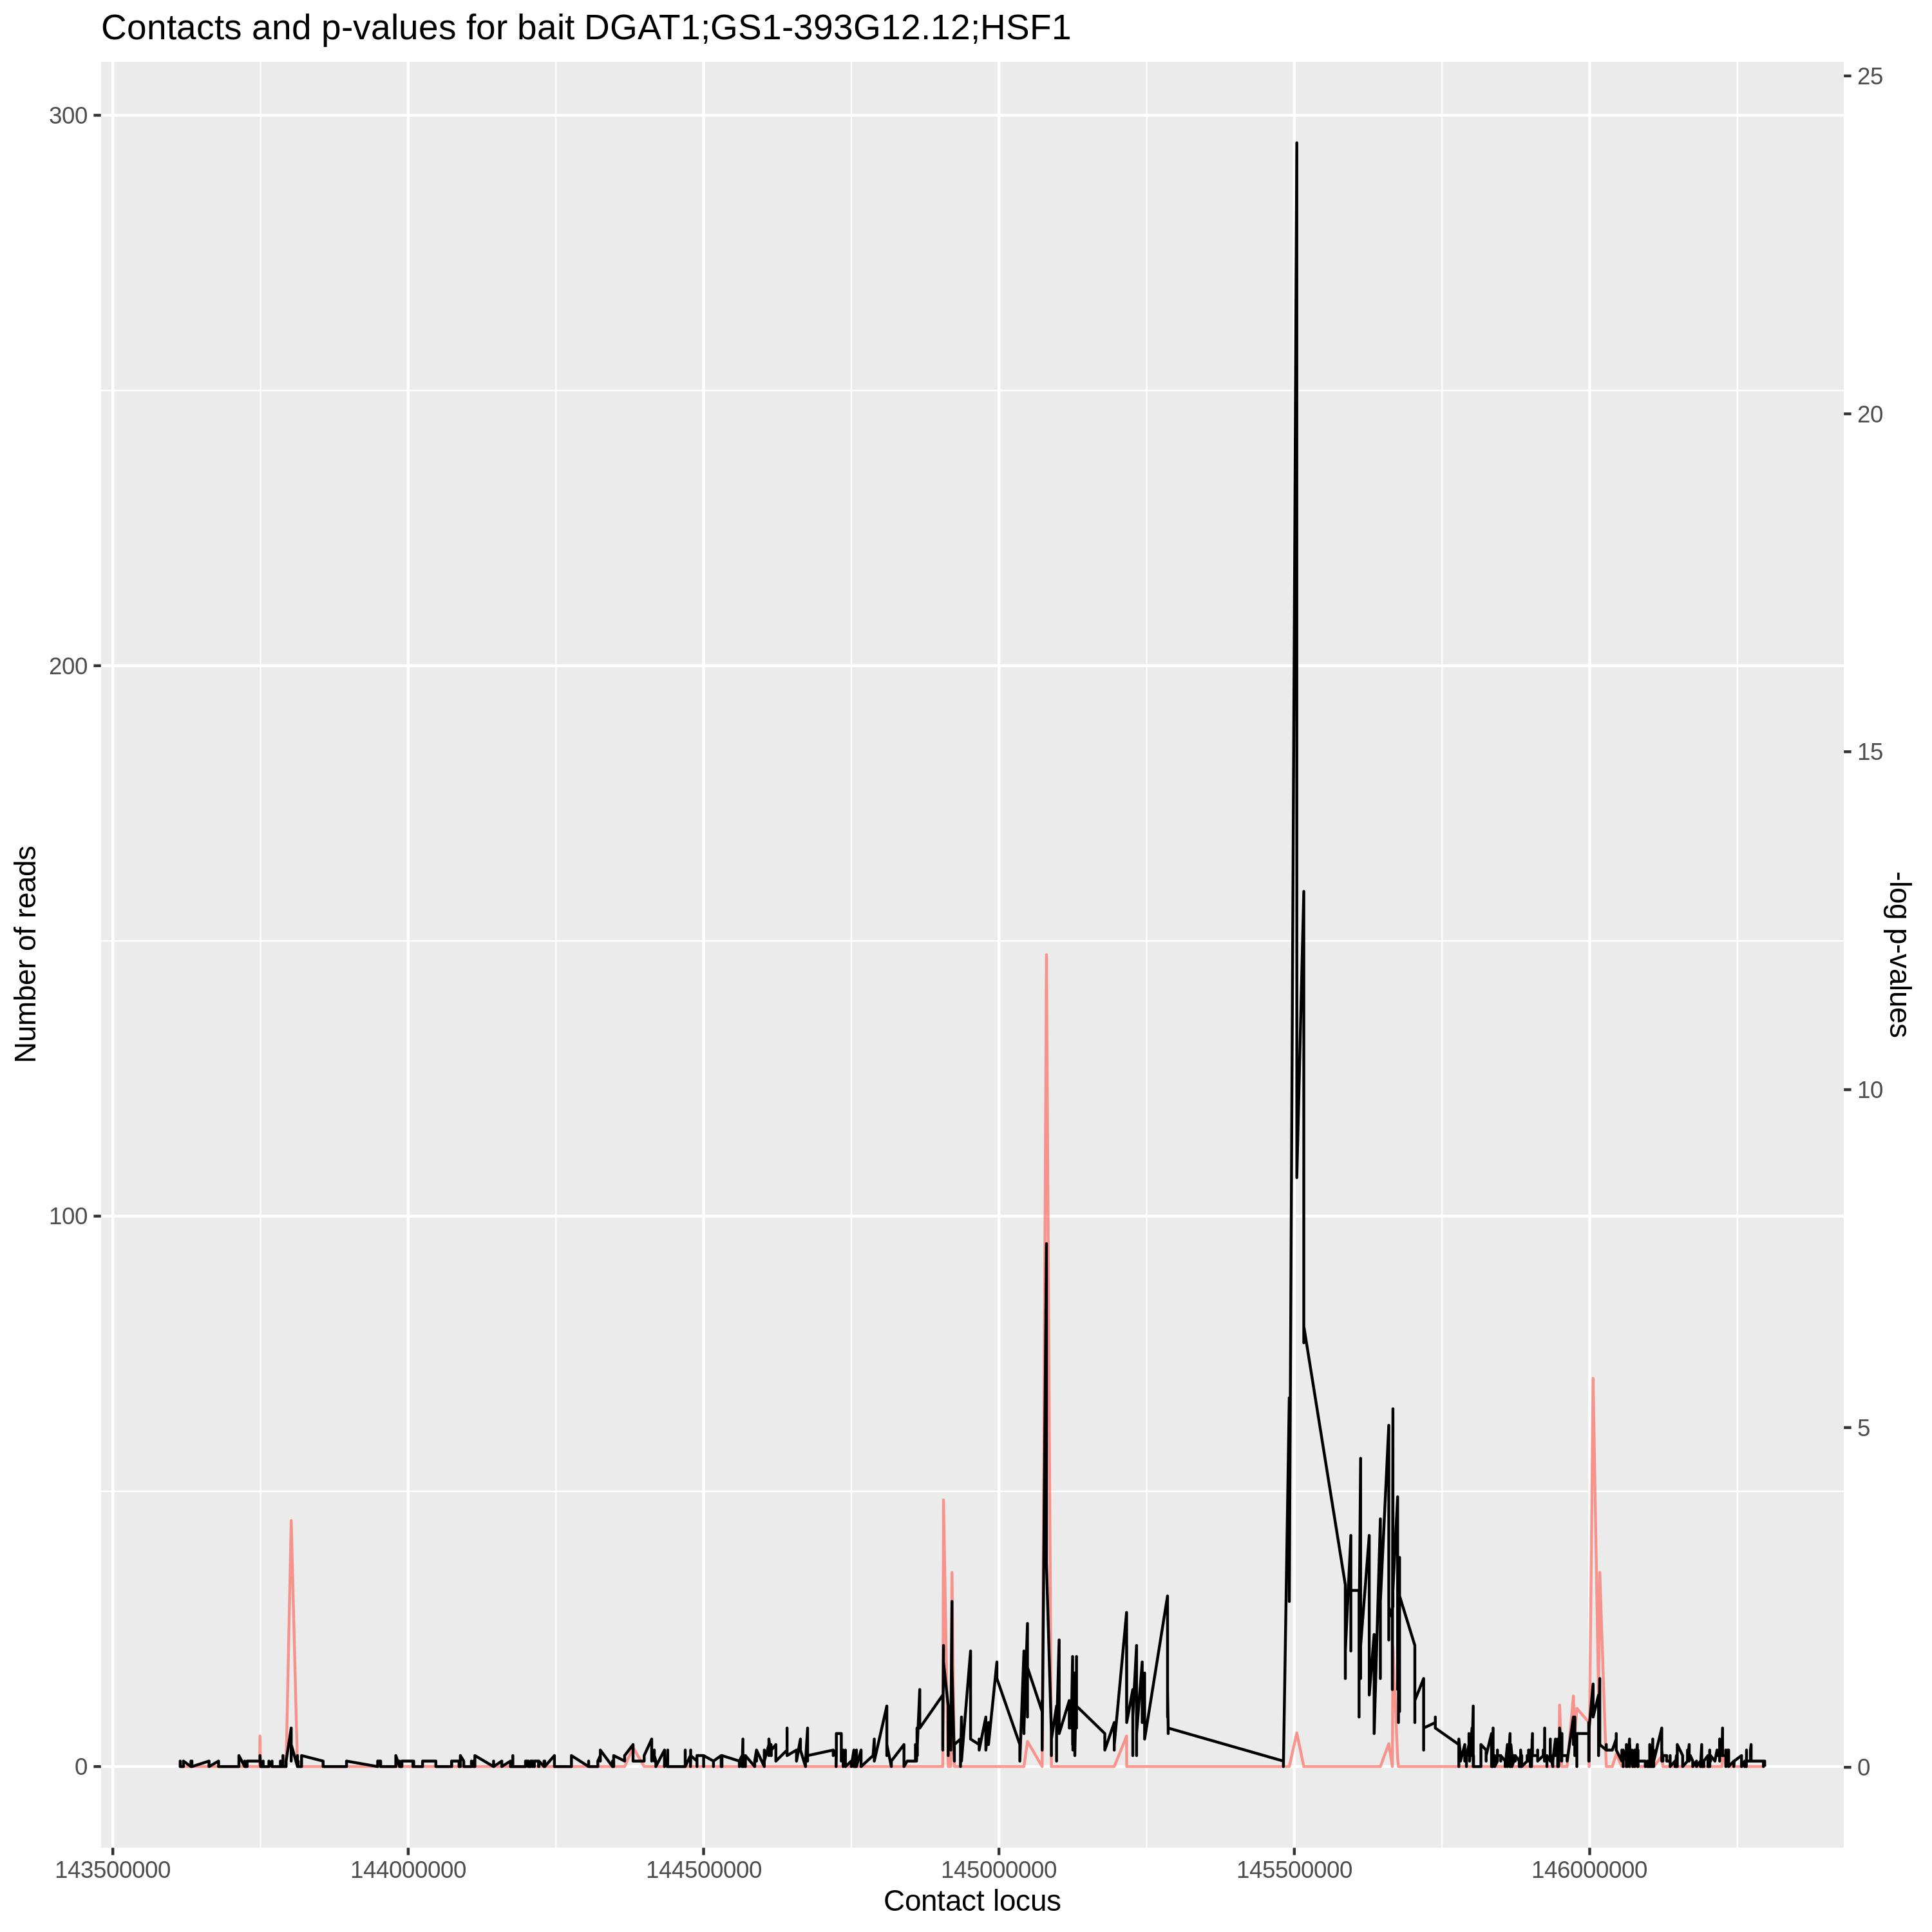 Contacts and p-values for bait DGAT1;GS1-393G12.12;HSF1
300
200
100
0
Number of reads
25
20
15
10
5
0
-log p-values
143500000 144000000 144500000 145000000 145500000 146000000
Contact locus